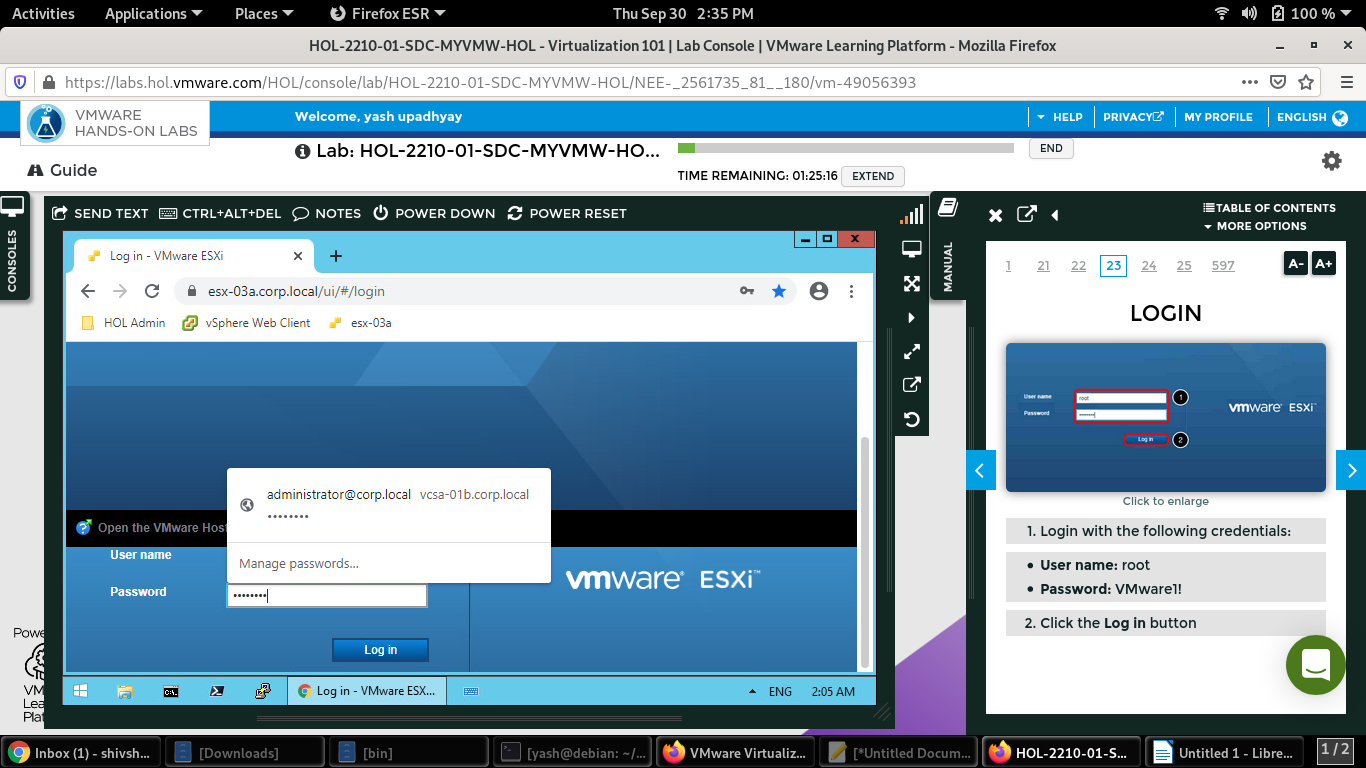 Activities Applications Places Firefox ESR Thu Sep 30 2:35 PM 100 %
HOL-2210-01-SDC-MYVMW-HOL - Virtualization 101 | Lab Console | VMware Learning Platform - Mozilla Firefox
https://labs.hol.vmware.com/HOL/console/lab/HOL-2210-01-SDC-MYVMW-HOL/NEE-_2561735_81__180/vm-49056393
VMWARE
HANDS-ON LABS
Welcome, yash upadhyay
HELP PRIVACY MY PROFILE ENGLISH
Guide
Lab: HOL-2210-01-SDC-MYVMW-HO...
END
TIME REMAINING: 01:25:16 EXTEND
CONSOLES
SEND TEXT CTRL+ALT+DEL NOTES POWER DOWN POWER RESET
Log in - VMware ESXi
esx-03a.corp.local/ui/#/login
HOL Admin vSphere Web Client esx-03a
administrator@corp.local vcsa-01b.corp.local
••••••••
Manage passwords...
Open the VMware Host
User name
Password ••••••••
vmware ESXi™
Log in
Log in - VMware ESX...
ENG 2:05 AM
MANUAL
TABLE OF CONTENTS
MORE OPTIONS
1 21 22 23 24 25 597
A- A+
LOGIN
User name root 1
Password
Log in 2
vmware ESXi™
Click to enlarge
1. Login with the following credentials:
• User name: root
• Password: VMware1!
2. Click the Log in button
Inbox (1) - shivsh... [Downloads] [bin] [yash@debian: ~/... VMware Virtualiz... [*Untitled Docum... HOL-2210-01-S... Untitled 1 - Libre... 1 / 2